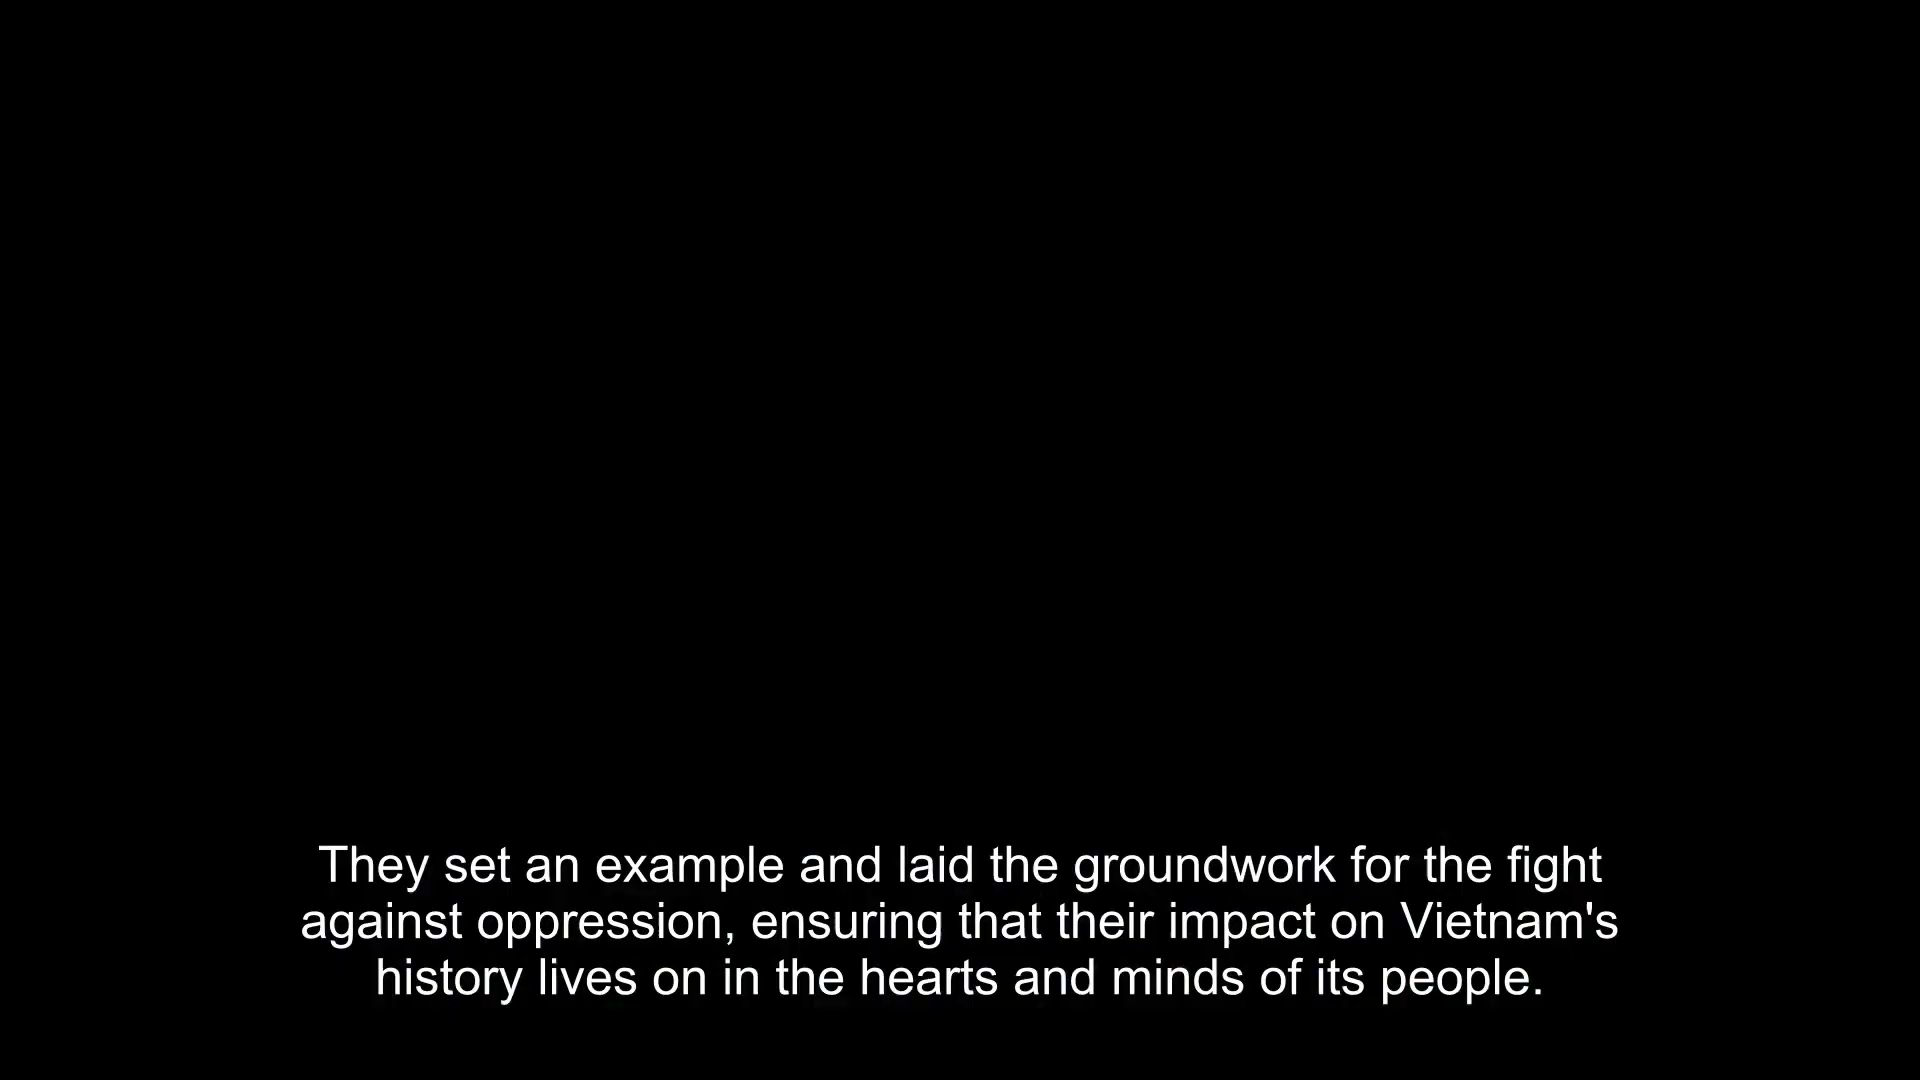 They set an example and laid the groundwork for the fight
against oppression, ensuring that their impact on Vietnam's
history lives on in the hearts and minds of its people.